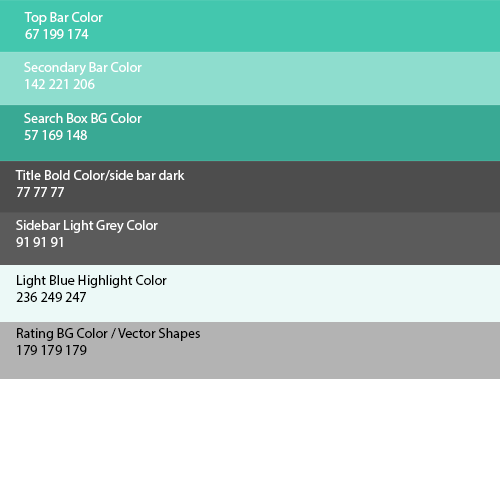 Top Bar Color
67 199 174
Secondary Bar Color
142 221 206
Search Box BG Color
57 169 148
Title Bold Color/side bar dark
77 77 77
Sidebar Light Grey Color
91 91 91
Light Blue Highlight Color
236 249 247
Rating BG Color / Vector Shapes
179 179 179